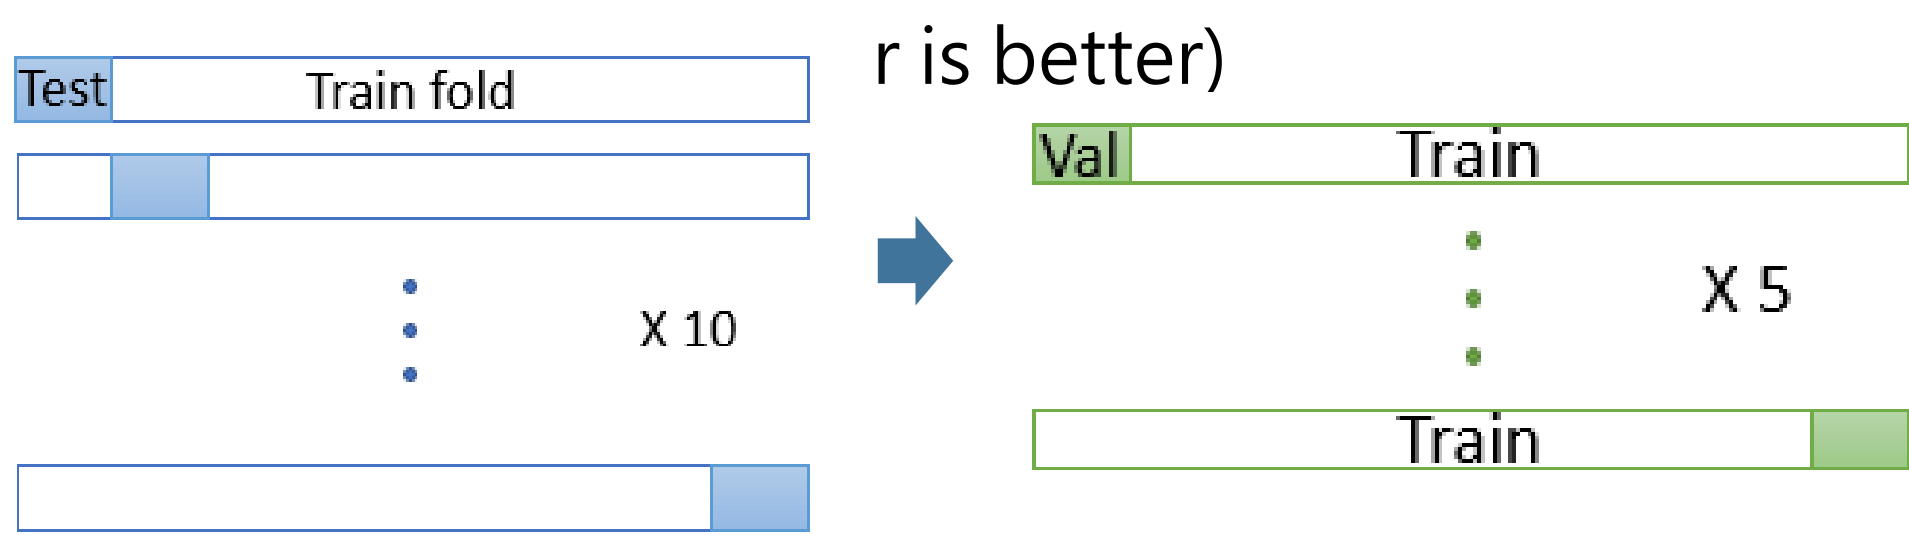 r is better)
Test Train fold
X 10
Val Train
X 5
Train